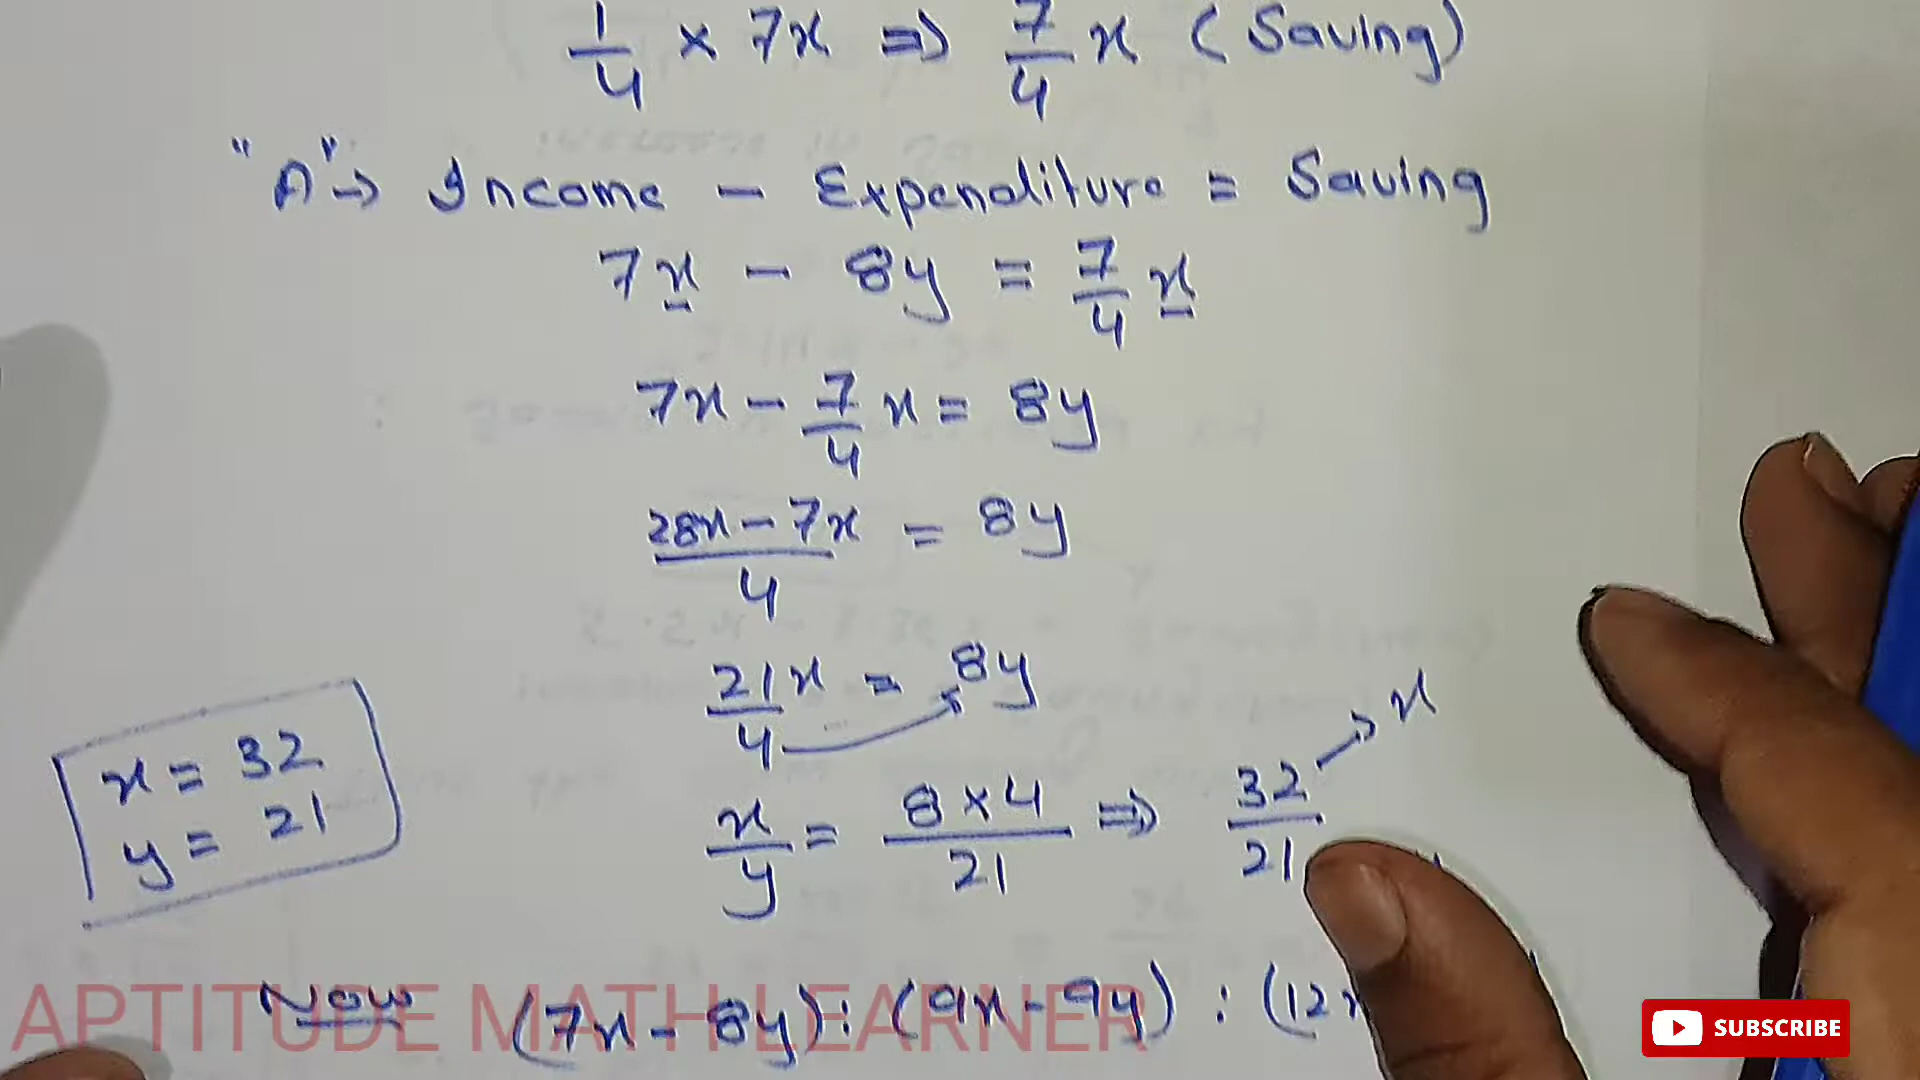 1/4 × 7x ⇒ 7/4 x (Saving)
"A" → Income - Expenditure = Saving
7x - 8y = 7/4 x
7x - 7/4 x = 8y
28x - 7x / 4 = 8y
21/4 x = 8y
x
x = 32
y = 21
x/y = 8×4/21 ⇒ 32/21
Now (7x - 8y) : (9x - 9y) : (12x
APTITUDE MATH LEARNER
SUBSCRIBE